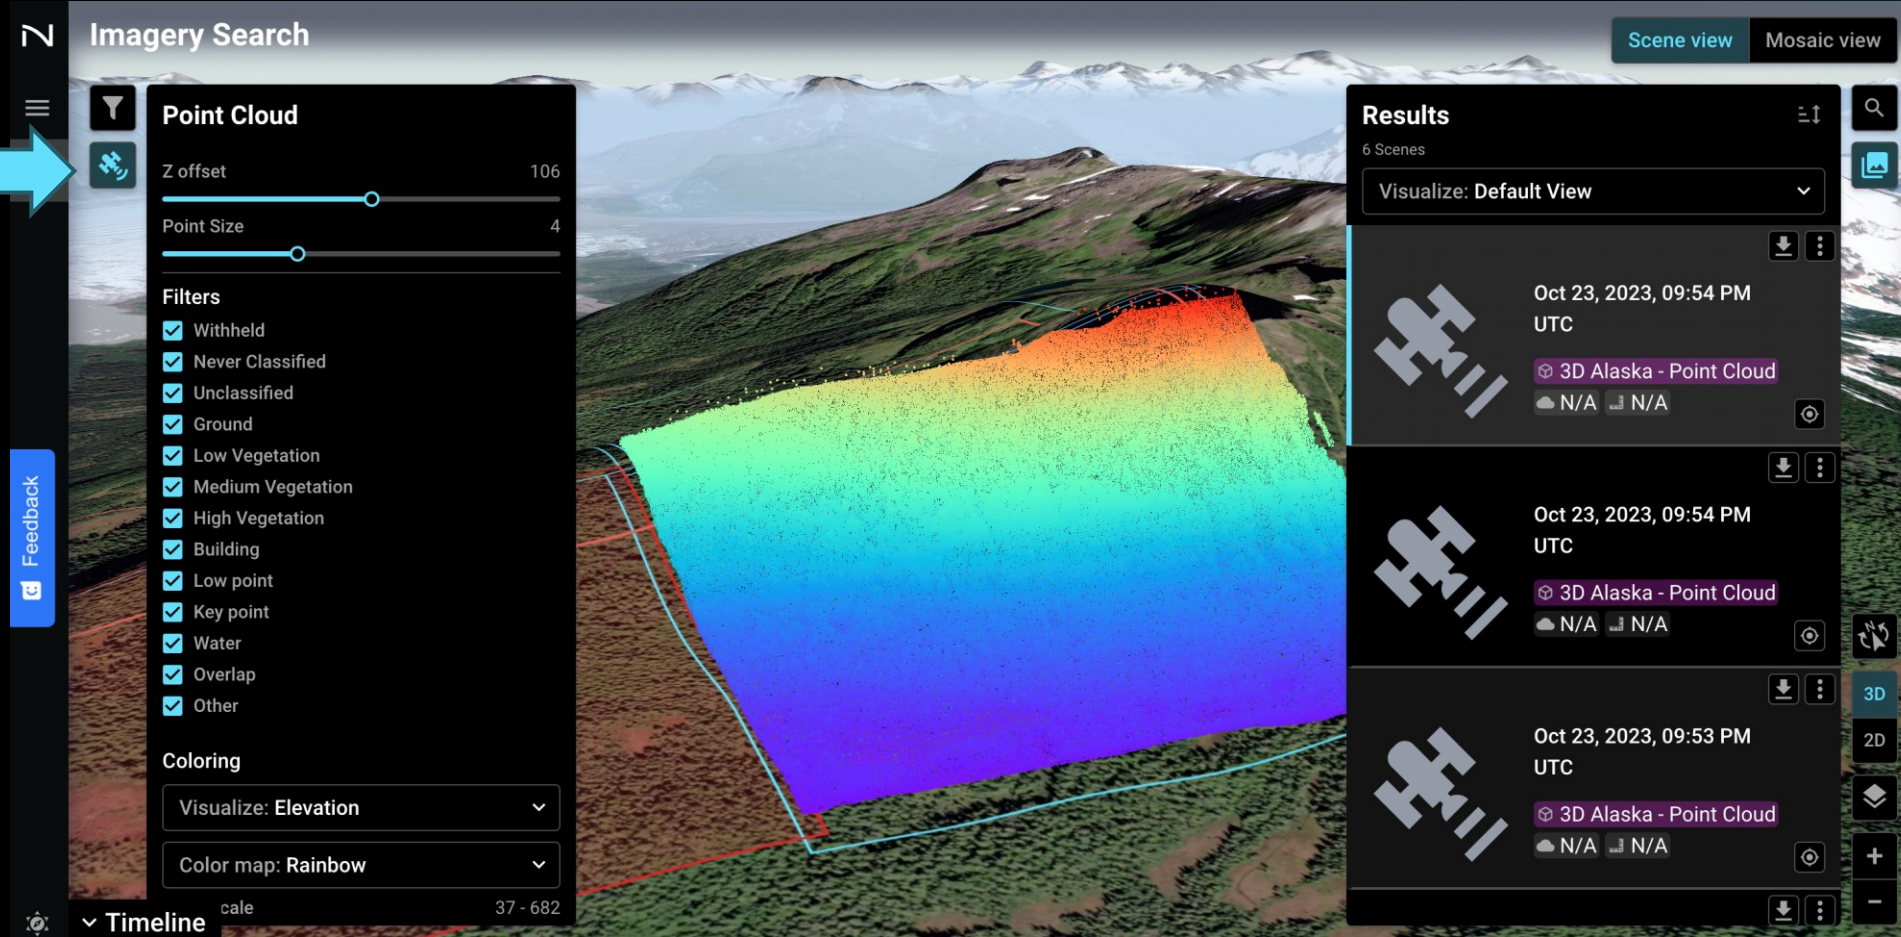 Imagery Search
Scene view
Mosaic view
Point Cloud
Z offset
106
Point Size
4
Filters
Withheld
Never Classified
Unclassified
Ground
Low Vegetation
Medium Vegetation
High Vegetation
Building
Low point
Key point
Water
Overlap
Other
Coloring
Visualize: Elevation
Color map: Rainbow
cale
37 - 682
Timeline
Feedback
Results
6 Scenes
Visualize: Default View
Oct 23, 2023, 09:54 PM
UTC
3D Alaska - Point Cloud
N/A
N/A
Oct 23, 2023, 09:54 PM
UTC
3D Alaska - Point Cloud
N/A
N/A
Oct 23, 2023, 09:53 PM
UTC
3D Alaska - Point Cloud
N/A
N/A
N
3D
2D